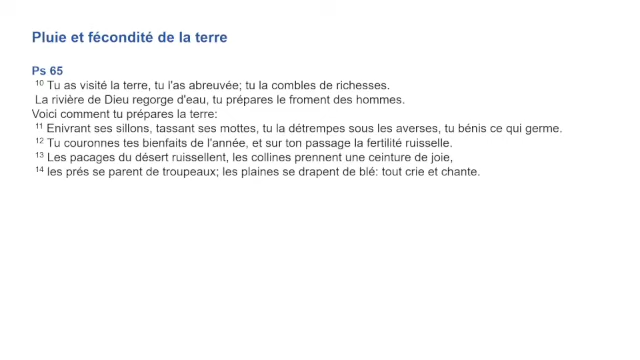 Pluie et fécondité de la terre
Ps 65
10 Tu as visité la terre, tu l'as abreuvée; tu la combles de richesses.
La rivière de Dieu regorge d'eau, tu prépares le froment des hommes.
Voici comment tu prépares la terre:
11 Enivrant ses sillons, tassant ses mottes, tu la détrempes sous les averses, tu bénis ce qui germe.
12 Tu couronnes tes bienfaits de l'année, et sur ton passage la fertilité ruisselle.
13 Les pacages du désert ruissellent, les collines prennent une ceinture de joie,
14 les prés se parent de troupeaux; les plaines se drapent de blé: tout crie et chante.